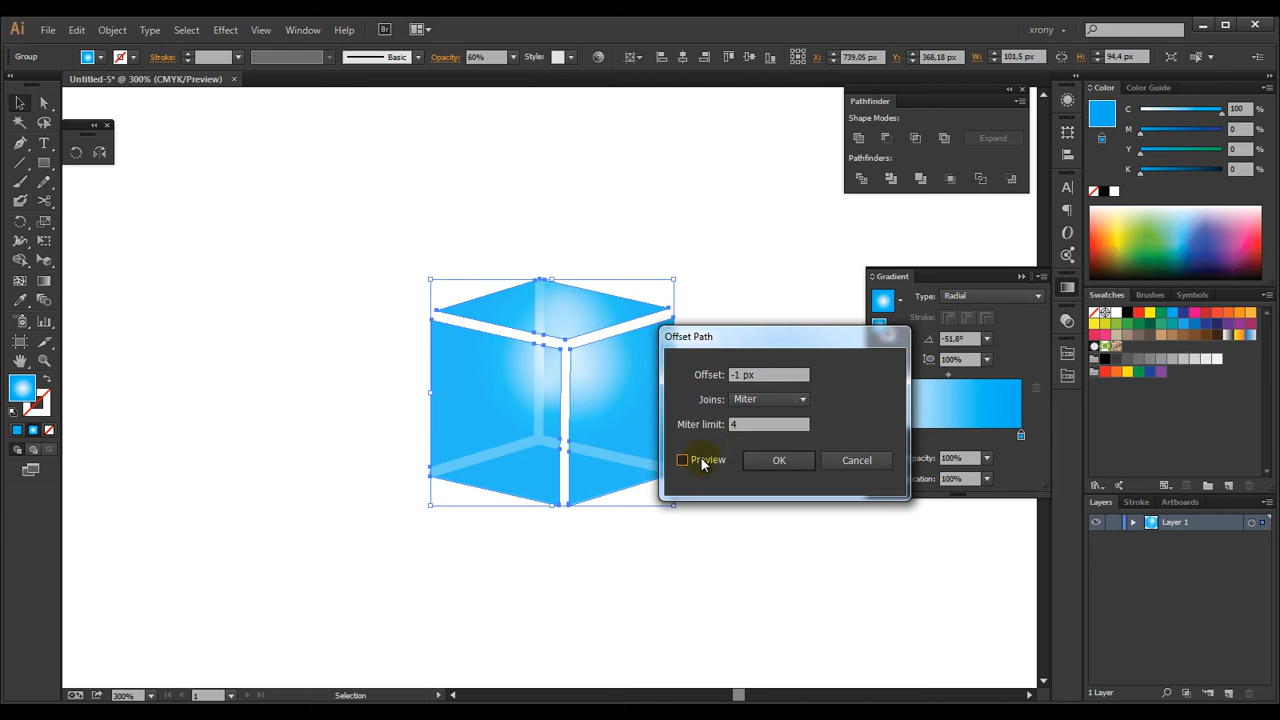 Ai File Edit Type Select Effect View Window Help Br xrony
Group Stroke: Basic Opacity: 60% Style: X: 739,05 px Y: 368,18 px W: 101,5 px H: 94,4 px
Untitled-5* @ 300% (CMYK/Preview)
Pathfinder
Shape Modes:
Expand
Pathfinders:
Color Color Guide
C 100 %
M 0 %
Y 0 %
K 0 %
Gradient
Type: Radial
Stroke:
-51,8°
100%
Opacity: 100%
cation: 100%
Swatches Brushes Symbols
Offset Path
Offset: -1 px
Joins: Miter
Miter limit: 4
Preview OK Cancel
Layers Stroke Artboards
Layer 1
1 Layer
300% 1 Selection